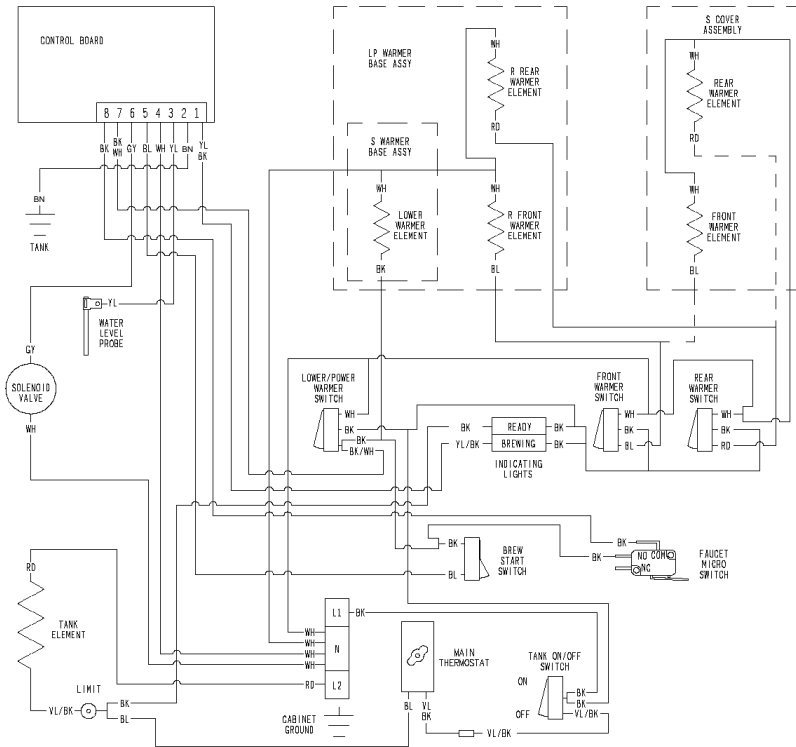 CONTROL BOARD
8 7 6 5 4 3 2 1
BK
BK
WH
GY
BL
WH
YL
BN
YL
BK
BN
TANK
YL
WATER
LEVEL
PROBE
GY
SOLENOID
VALVE
WH
LP WARMER
BASE ASSY
WH
R REAR
WARMER
ELEMENT
RD
S WARMER
BASE ASSY
WH
LOWER
WARMER
ELEMENT
BK
WH
R FRONT
WARMER
ELEMENT
BL
S COVER
ASSEMBLY
WH
REAR
WARMER
ELEMENT
RD
WH
FRONT
WARMER
ELEMENT
BL
LOWER/POWER
WARMER
SWITCH
WH
BK
BK
BK/WH
BK
READY
BK
YL/BK
BREWING
BK
INDICATING
LIGHTS
FRONT
WARMER
SWITCH
WH
BK
BL
REAR
WARMER
SWITCH
WH
BK
RD
BK
BL
BREW
START
SWITCH
BK
BK
NO COM
NC
FAUCET
MICRO
SWITCH
RD
TANK
ELEMENT
LIMIT
VL/BK
BK
BL
L1
BK
WH
WH
N
WH
WH
RD
L2
CABINET
GROUND
MAIN
THERMOSTAT
BL
VL
BK
VL/BK
TANK ON/OFF
SWITCH
ON
OFF
BK
BK
VL/BK